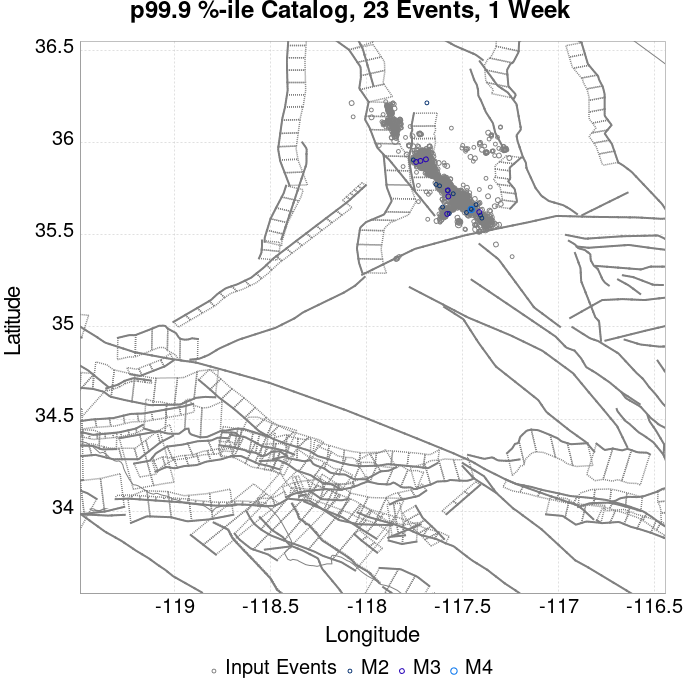 p99.9 %-ile Catalog, 23 Events, 1 Week
36.5
36
35.5
35
34.5
34
Latitude
-119
-118.5
-118
-117.5
-117
-116.5
Longitude
Input Events
M2
M3
M4